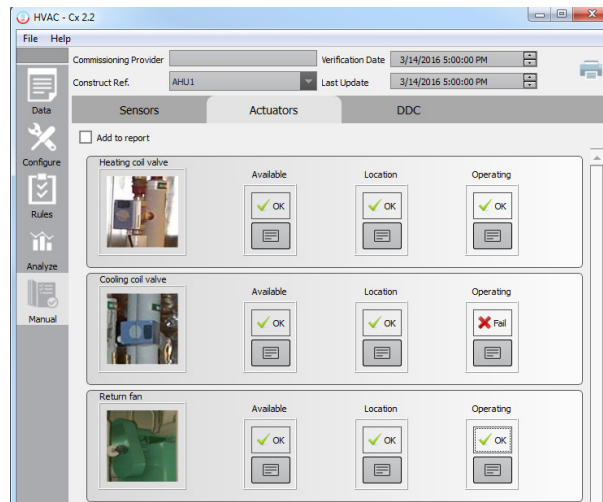 HVAC - Cx 2.2
File Help
Commissioning Provider
Verification Date 3/14/2016 5:00:00 PM
Construct Ref. AHU1
Last Update 3/14/2016 5:00:00 PM
Data
Sensors Actuators DDC
Add to report
Configure
Rules
Analyze
Manual
Heating coil valve
Available Location Operating
OK OK OK
Cooling coil valve
Available Location Operating
OK OK Fail
Return fan
Available Location Operating
OK OK OK